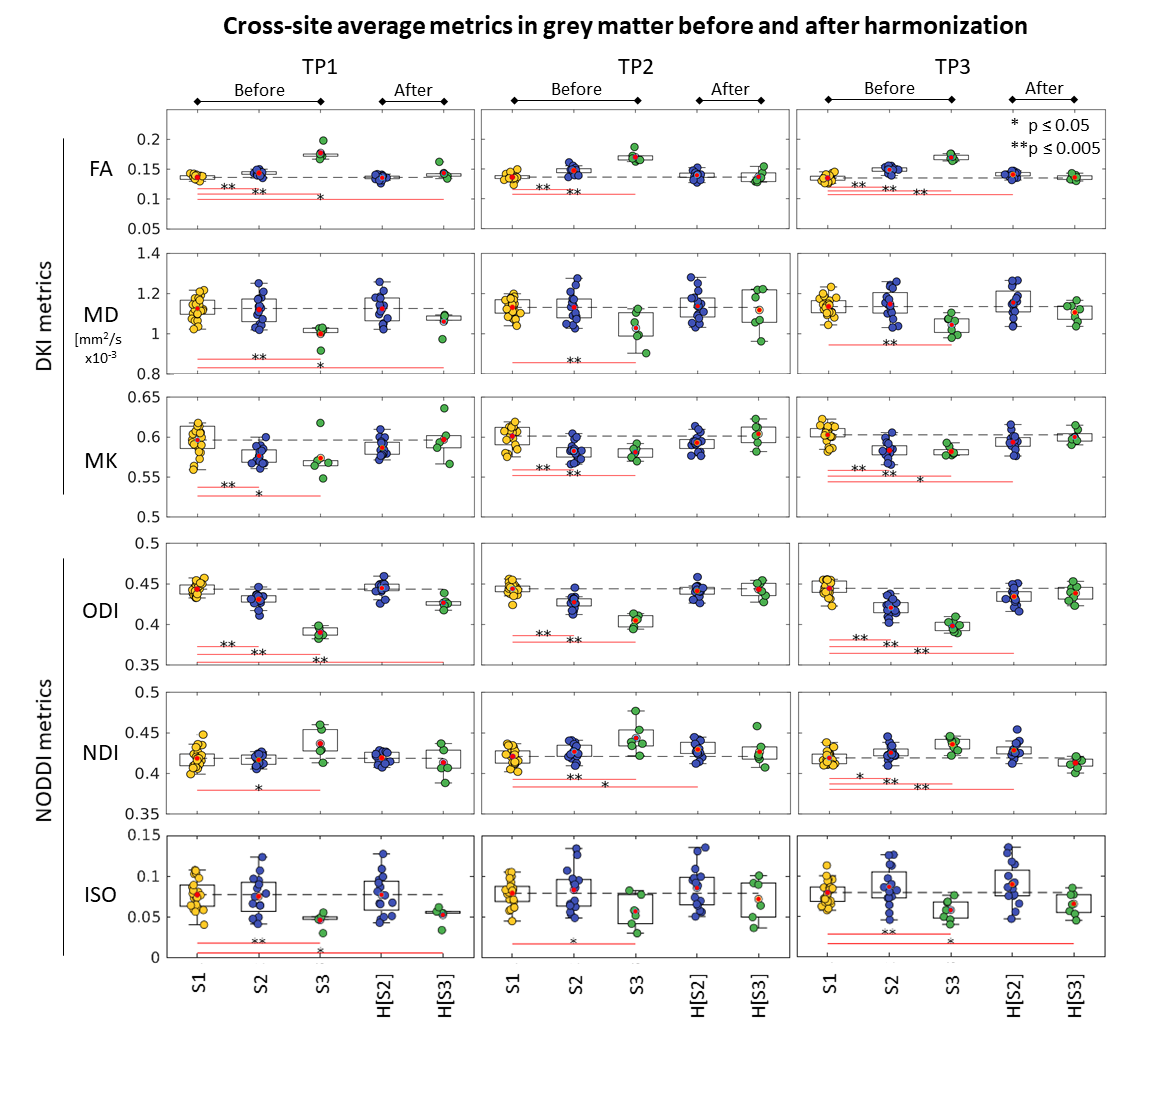 Cross-site average metrics in grey matter before and after harmonization
TP1 TP2 TP3
Before After Before After Before After
* p ≤ 0.05
**p ≤ 0.005
DKI metrics
FA
0.2
0.15
0.1
0.05
** ** *
** **
** ** **
MD
[mm²/s
x10⁻³
1.4
1.2
1
0.8
** *
**
**
MK
0.65
0.6
0.55
0.5
** *
** **
** ** *
NODDI metrics
ODI
0.5
0.45
0.4
0.35
** ** **
** **
** ** **
NDI
0.5
0.45
0.4
0.35
*
** *
* ** **
ISO
0.15
0.1
0.05
0
** *
*
** *
S1 S2 S3 H[S2] H[S3] S1 S2 S3 H[S2] H[S3] S1 S2 S3 H[S2] H[S3]